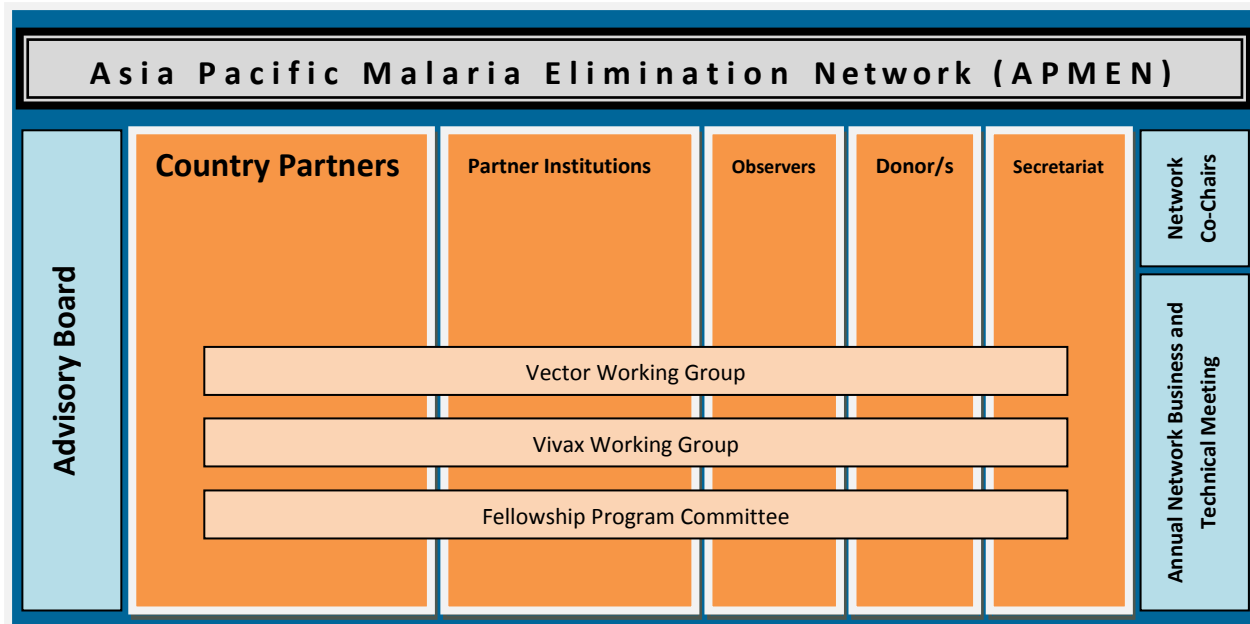 Asia Pacific Malaria Elimination Network (APMEN)
Advisory Board
Country Partners
Partner Institutions
Observers
Donor/s
Secretariat
Network
Co-Chairs
Annual Network Business and
Technical Meeting
Vector Working Group
Vivax Working Group
Fellowship Program Committee